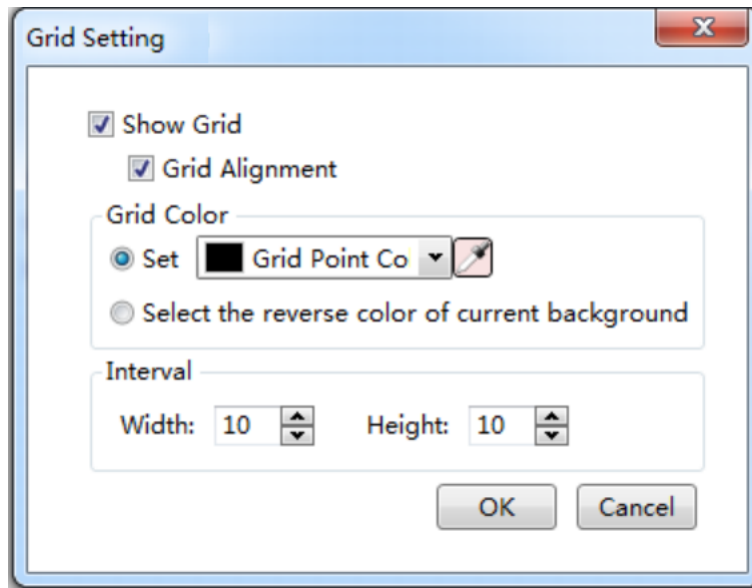 Grid Setting
Show Grid
Grid Alignment
Grid Color
Set Grid Point Co
Select the reverse color of current background
Interval
Width: 10 Height: 10
OK Cancel